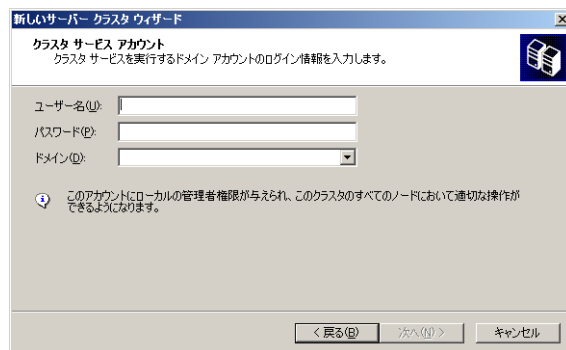 新しいサーバー クラスタ ウィザード
クラスタ サービス アカウント
クラスタ サービスを実行するドメイン アカウントのログイン情報を入力します。
ユーザー名(U):
パスワード(P):
ドメイン(D):
このアカウントにローカルの管理者権限が与えられ、このクラスタのすべてのノードにおいて適切な操作が
できるようになります。
< 戻る(B) 次へ(N) > キャンセル